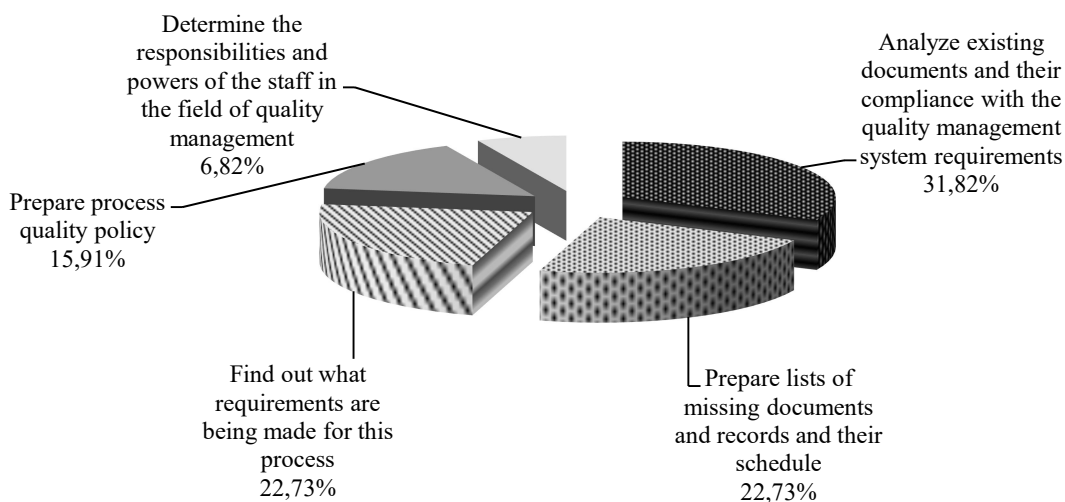 Determine the
responsibilities and
powers of the staff in
the field of quality
management
6,82%
Analyze existing
documents and their
compliance with the
quality management
system requirements
31,82%
Prepare process
quality policy
15,91%
Find out what
requirements are
being made for this
process
22,73%
Prepare lists of
missing documents
and records and their
schedule
22,73%